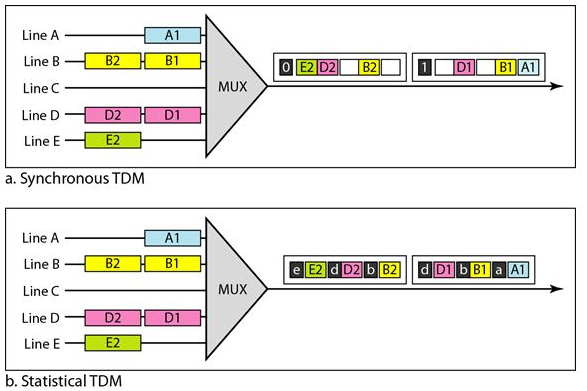 Line A A1
Line B B2 B1
Line C
Line D D2 D1
Line E E2
MUX
0 E2 D2 B2 1 D1 B1 A1
a. Synchronous TDM
Line A A1
Line B B2 B1
Line C
Line D D2 D1
Line E E2
MUX
e E2 d D2 b B2 d D1 b B1 a A1
b. Statistical TDM